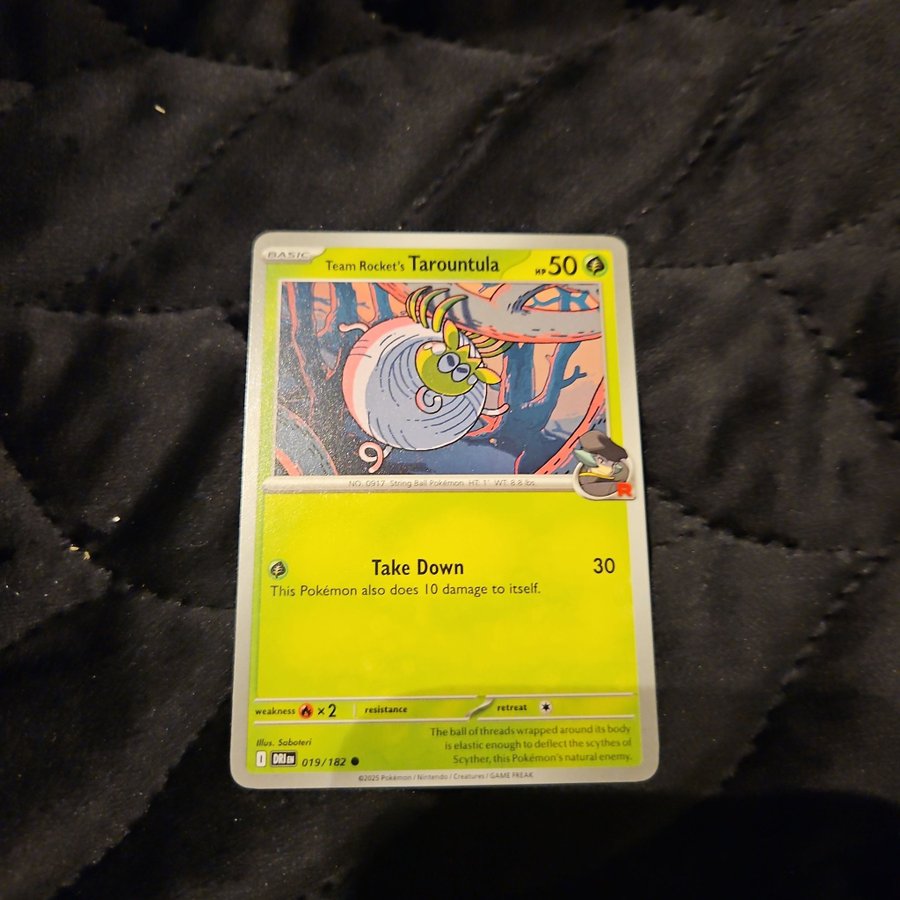 BASIC
Team Rocket's Tarountula HP 50
NO. 0917 String Ball Pokémon HT: 1' WT: 8.8 lbs.
R
Take Down 30
This Pokémon also does 10 damage to itself.
weakness ×2 resistance retreat
Illus. Saboteri
The ball of threads wrapped around its body
is elastic enough to deflect the scythes of
Scyther, this Pokémon's natural enemy.
I DRI EN 019/182
©2025 Pokémon / Nintendo / Creatures / GAME FREAK